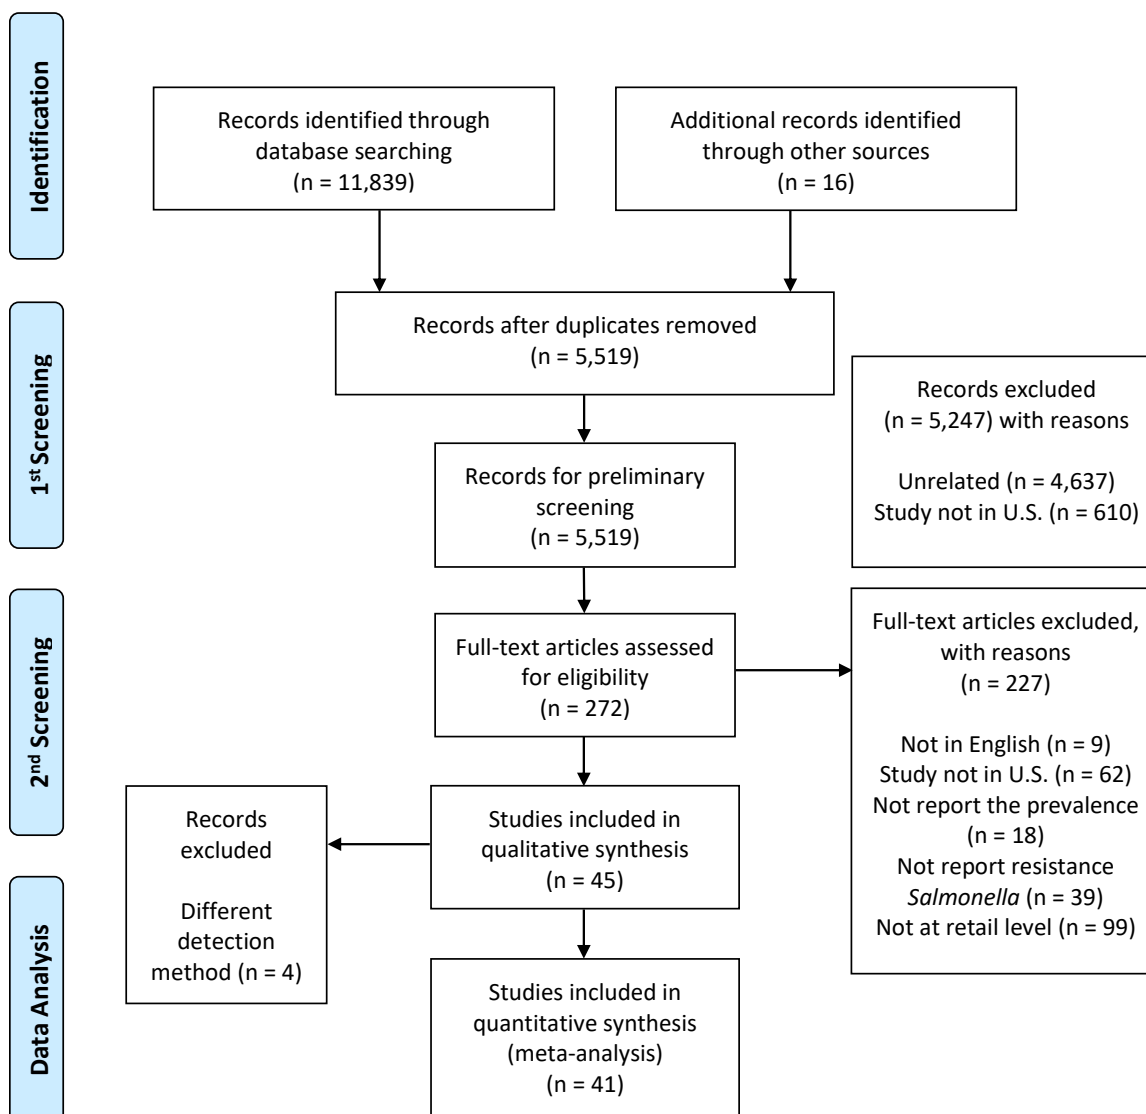 Identification
Records identified through
database searching
(n = 11,839)
Additional records identified
through other sources
(n = 16)
1st Screening
Records after duplicates removed
(n = 5,519)
Records for preliminary
screening
(n = 5,519)
Records excluded
(n = 5,247) with reasons
Unrelated (n = 4,637)
Study not in U.S. (n = 610)
2nd Screening
Full-text articles assessed
for eligibility
(n = 272)
Full-text articles excluded,
with reasons
(n = 227)
Not in English (n = 9)
Study not in U.S. (n = 62)
Not report the prevalence
(n = 18)
Not report resistance
Salmonella (n = 39)
Not at retail level (n = 99)
Studies included in
qualitative synthesis
(n = 45)
Records
excluded
Different
detection
method (n = 4)
Data Analysis
Studies included in
quantitative synthesis
(meta-analysis)
(n = 41)